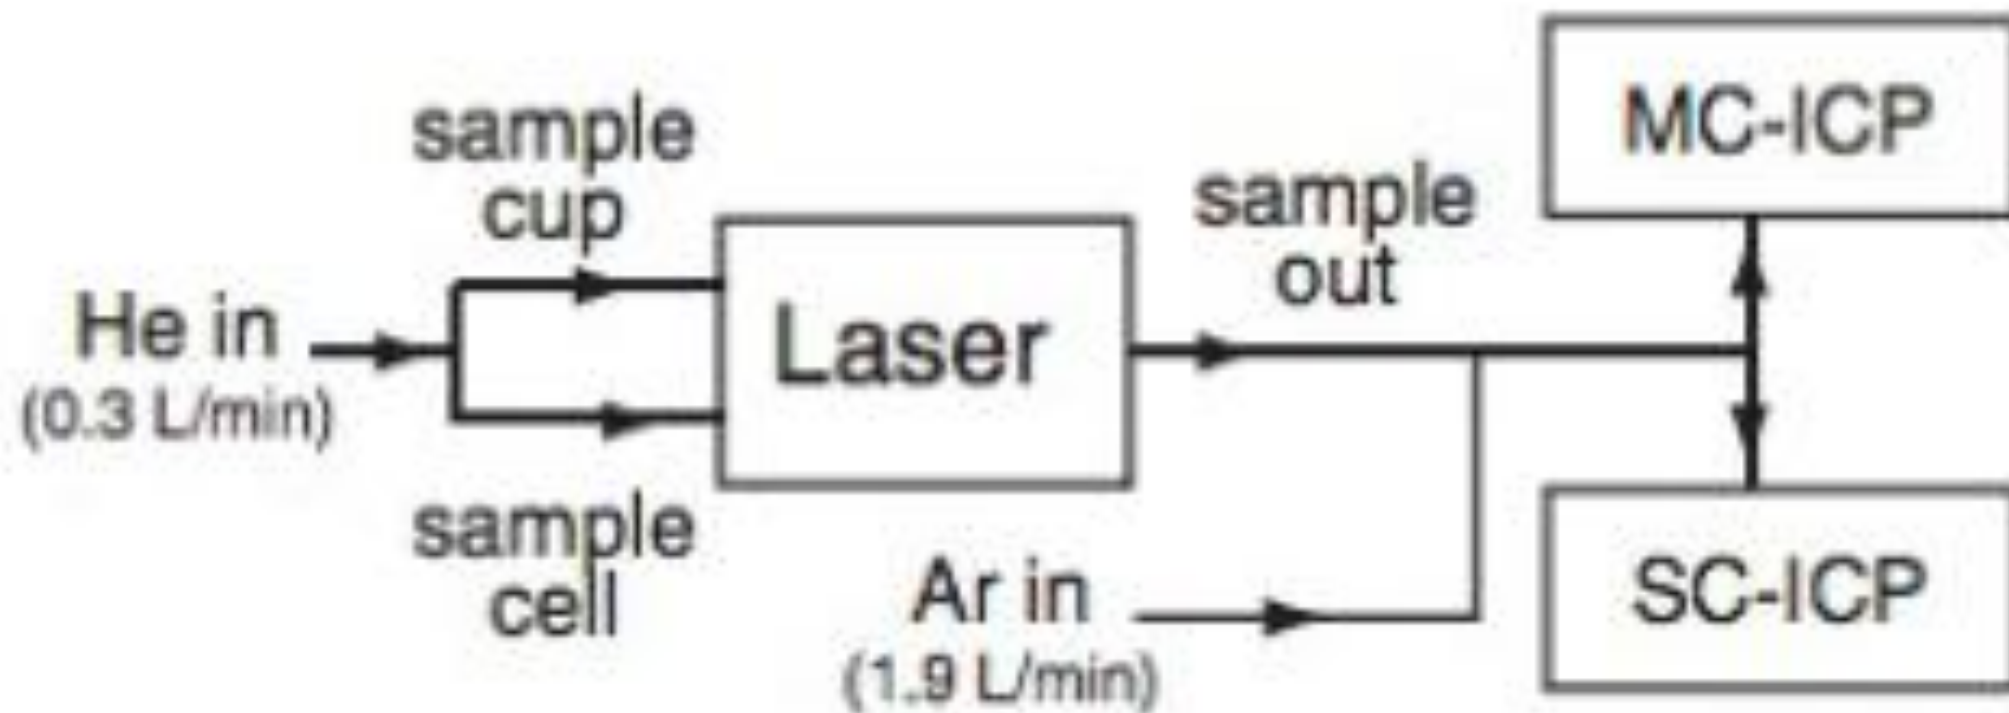 sample
cup
He in
(0.3 L/min)
sample
cell
Laser
sample
out
Ar in
(1.9 L/min)
MC-ICP
SC-ICP